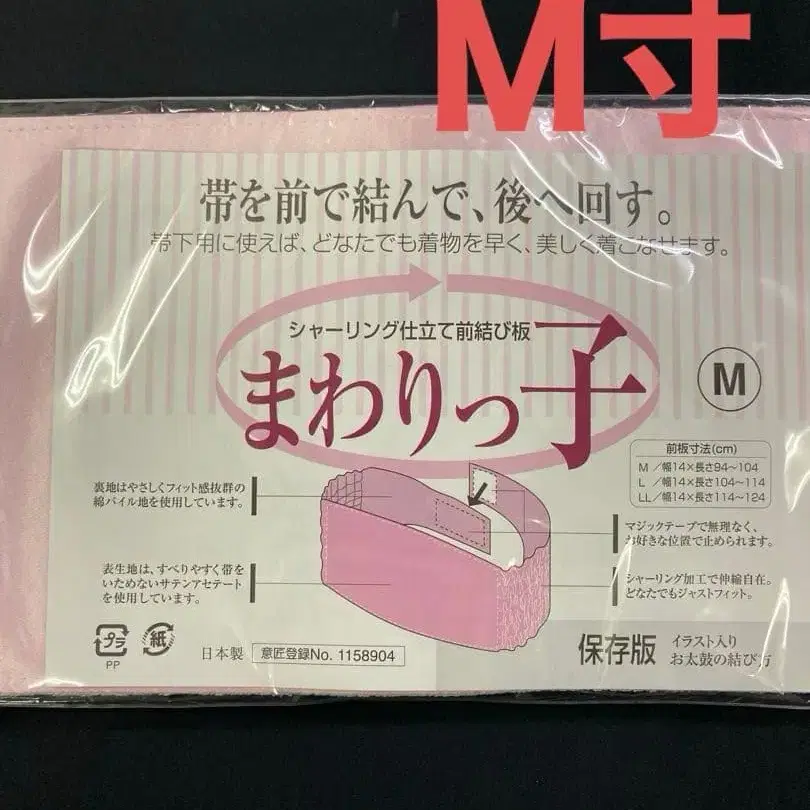 M寸
帯を前で結んで、後へ回す。
帯下用に使えば、どなたでも着物を早く、美しく着こなせます。
シャーリング仕立て前結び板
まわりっ子
M
前板寸法(cm)
M／幅14×長さ94〜104
L／幅14×長さ104〜114
LL／幅14×長さ114〜124
裏地はやさしくフィット感抜群の
綿パイル地を使用しています。
マジックテープで無理なく、
お好きな位置で止められます。
表生地は、すべりやすく帯を
いためないサテンアセテート
を使用しています。
シャーリング加工で伸縮自在。
どなたでもジャストフィット。
プラ
PP
紙
日本製
意匠登録No. 1158904
保存版
イラスト入り
お太鼓の結び方